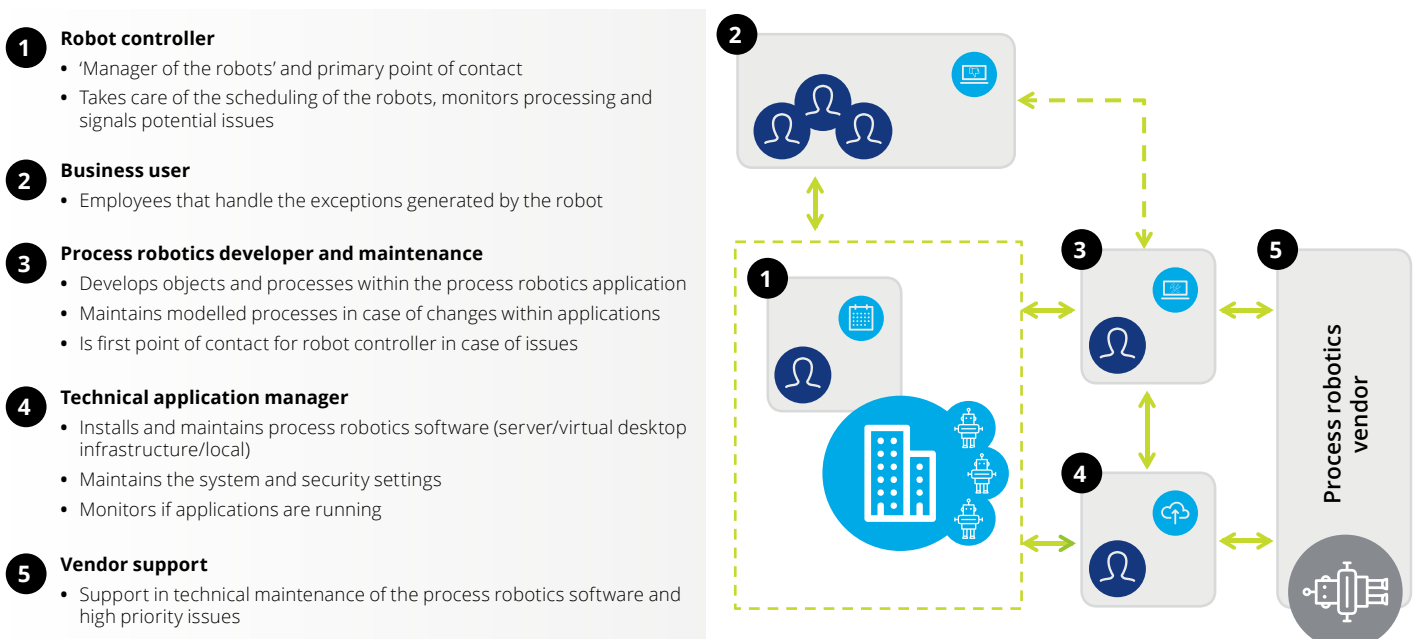 1
Robot controller
• ‘Manager of the robots’ and primary point of contact
• Takes care of the scheduling of the robots, monitors processing and
signals potential issues
2
Business user
• Employees that handle the exceptions generated by the robot
3
Process robotics developer and maintenance
• Develops objects and processes within the process robotics application
• Maintains modelled processes in case of changes within applications
• Is first point of contact for robot controller in case of issues
4
Technical application manager
• Installs and maintains process robotics software (server/virtual desktop
infrastructure/local)
• Maintains the system and security settings
• Monitors if applications are running
5
Vendor support
• Support in technical maintenance of the process robotics software and
high priority issues
2
1
3
5
4
Process robotics
vendor